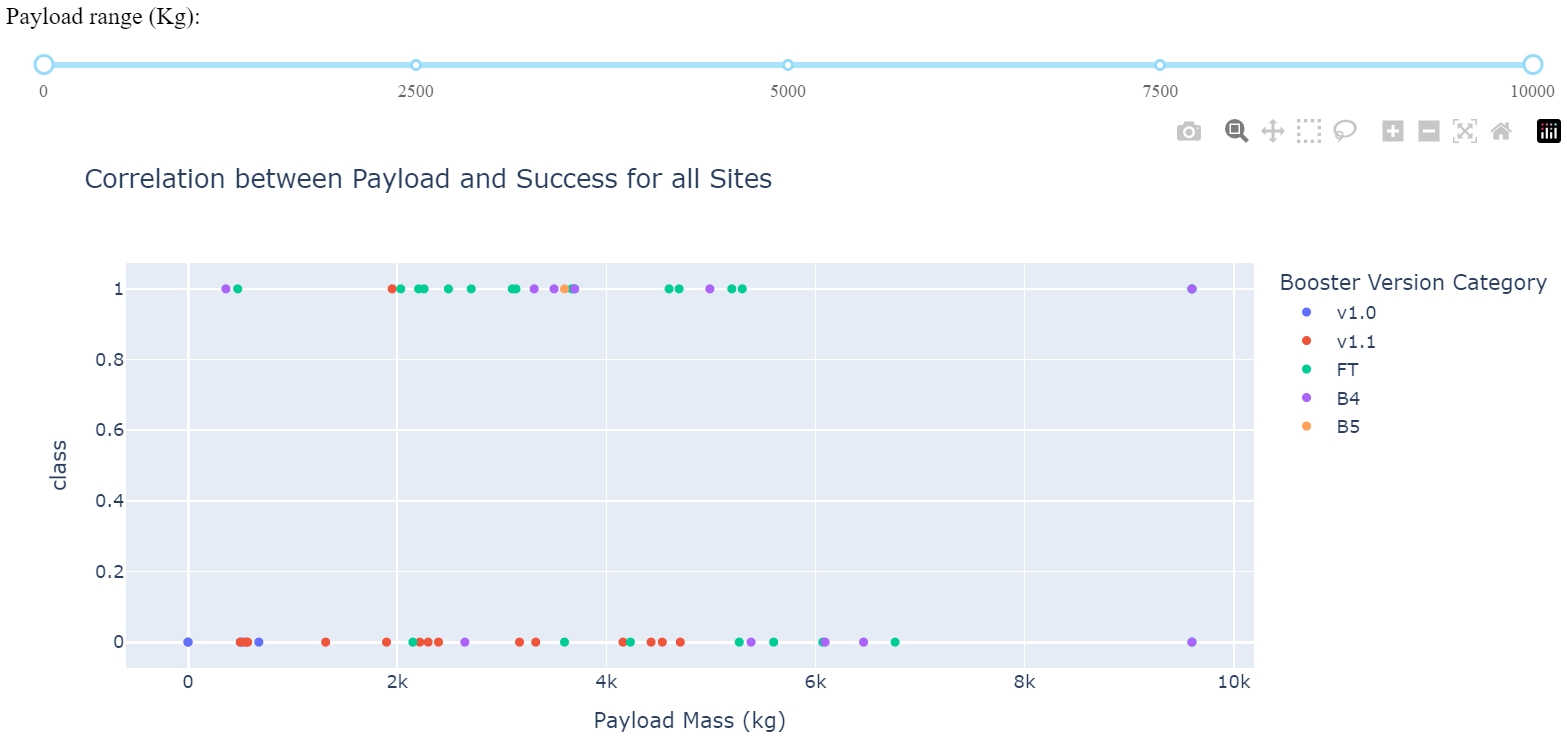 Payload range (Kg):
0 2500 5000 7500 10000
Correlation between Payload and Success for all Sites
Booster Version Category
v1.0
v1.1
FT
B4
B5
1
0.8
0.6
0.4
0.2
0
class
0 2k 4k 6k 8k 10k
Payload Mass (kg)